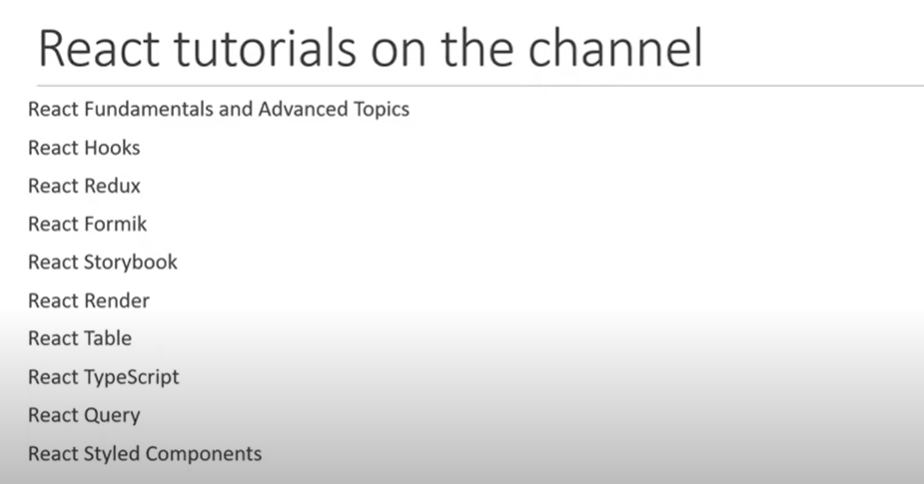 React tutorials on the channel
React Fundamentals and Advanced Topics
React Hooks
React Redux
React Formik
React Storybook
React Render
React Table
React TypeScript
React Query
React Styled Components